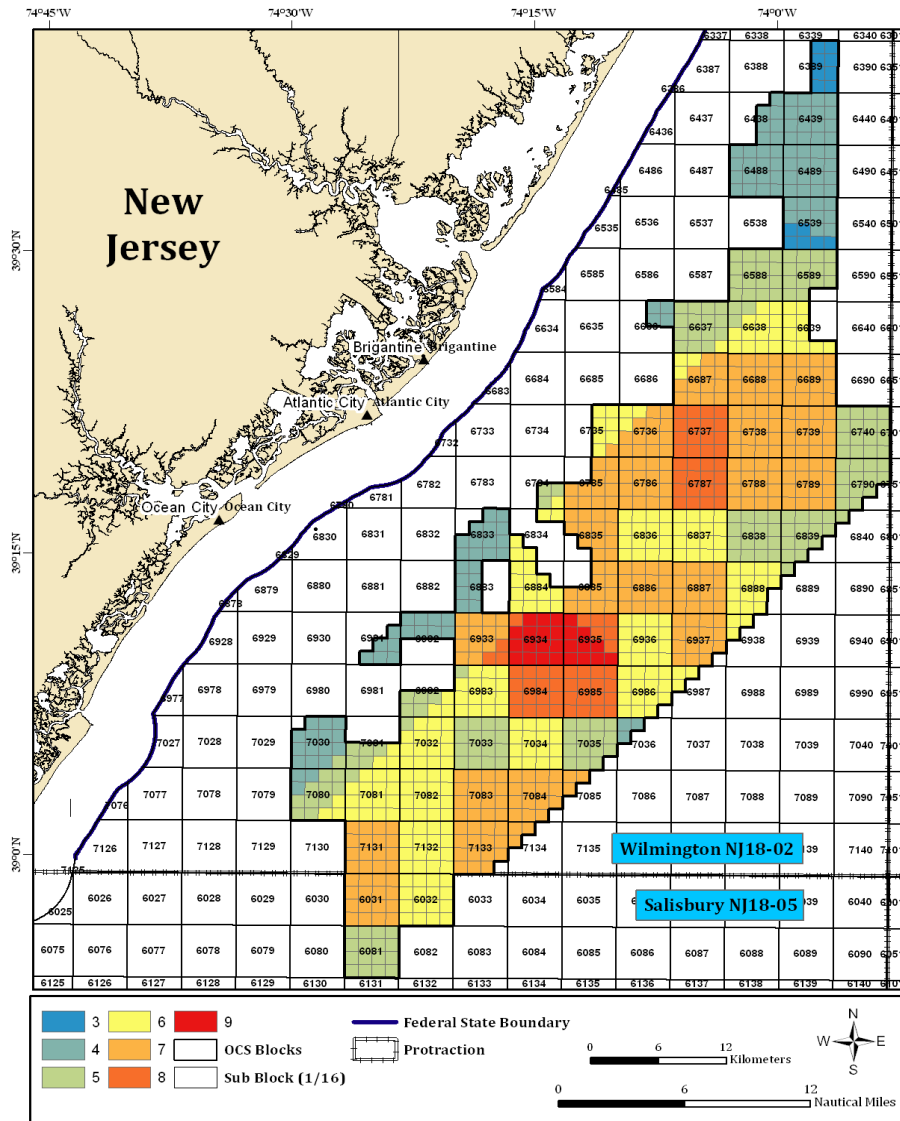 74°45'W 74°30'W 74°15'W 74°0'W
6337 6338 6339 6340
6387 6388 6389 6390
6386
6437 6438 6439 6440
6436
6486 6487 6488 6489 6490
6485
6535 6536 6537 6538 6539 6540
New
Jersey
39°30'N
6584 6585 6586 6587 6588 6589 6590
6634 6635 6636 6637 6638 6639 6640
Brigantine Brigantine
6683 6684 6685 6686 6687 6688 6689 6690
Atlantic City Atlantic City
6732 6733 6734 6735 6736 6737 6738 6739 6740
6780 6781 6782 6783 6784 6785 6786 6787 6788 6789 6790
Ocean City Ocean City
39°15'N
6829 6830 6831 6832 6833 6834 6835 6836 6837 6838 6839 6840
6878 6879 6880 6881 6882 6883 6884 6885 6886 6887 6888 6889 6890
6928 6929 6930 6931 6932 6933 6934 6935 6936 6937 6938 6939 6940
6977 6978 6979 6980 6981 6982 6983 6984 6985 6986 6987 6988 6989 6990
7027 7028 7029 7030 7031 7032 7033 7034 7035 7036 7037 7038 7039 7040
7076 7077 7078 7079 7080 7081 7082 7083 7084 7085 7086 7087 7088 7089 7090
39°0'N
7125 7126 7127 7128 7129 7130 7131 7132 7133 7134 7135 7140
Wilmington NJ18-02
6025 6026 6027 6028 6029 6030 6031 6032 6033 6034 6035 6040
Salisbury NJ18-05
6075 6076 6077 6078 6079 6080 6081 6082 6083 6084 6085 6086 6087 6088 6089 6090
6125 6126 6127 6128 6129 6130 6131 6132 6133 6134 6135 6136 6137 6138 6139 6140
3 6 9 Federal State Boundary
4 7 OCS Blocks Protraction
5 8 Sub Block (1/16)
N
W E
S
0 6 12
Kilometers
0 6 12
Nautical Miles